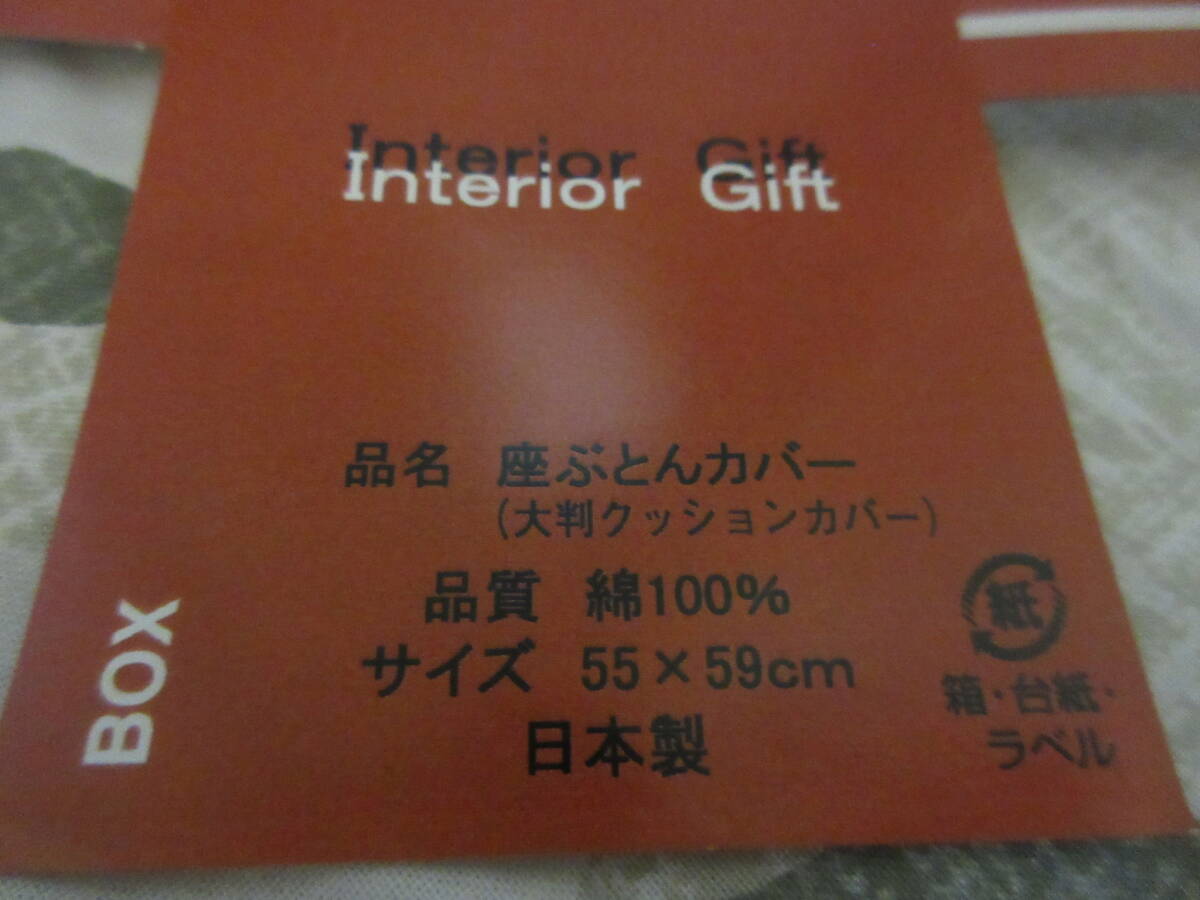 Interior Gift
品名 座ぶとんカバー
(大判クッションカバー)
品質 綿100%
サイズ 55×59cm
日本製
BOX
紙
箱・台紙・
ラベル